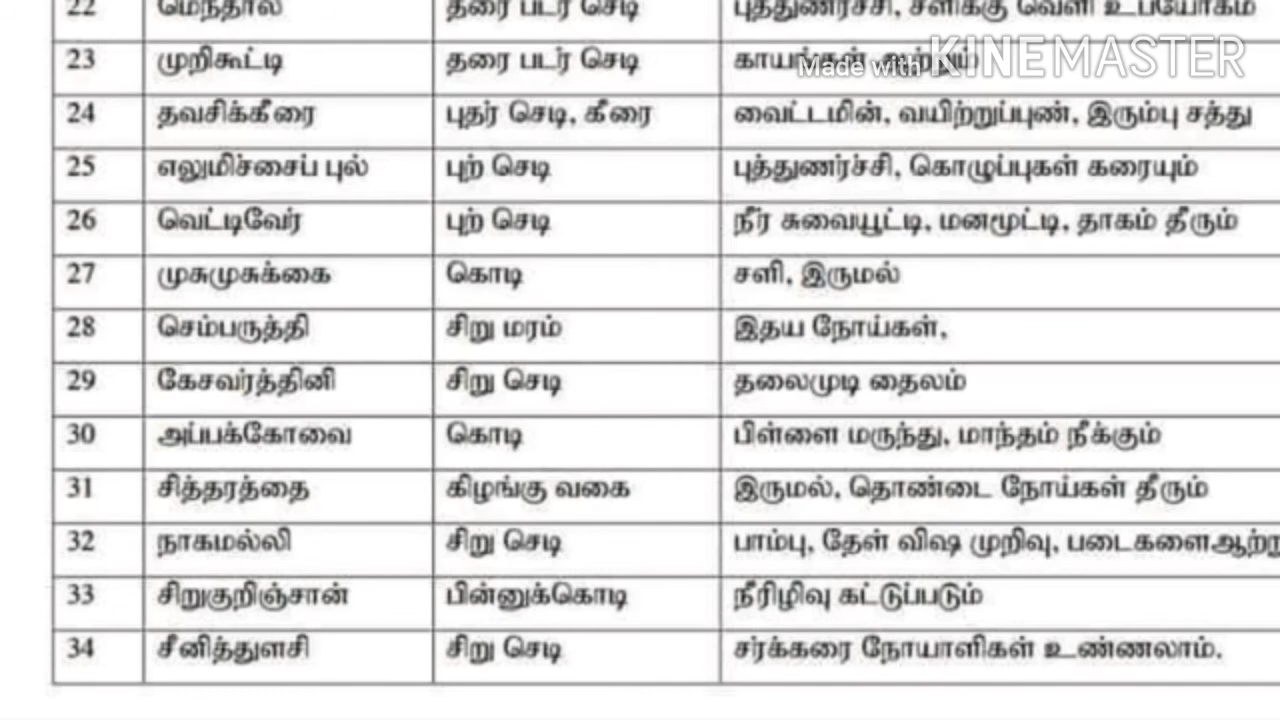 22 மெந்தால் தரை படர் செடி புத்துணர்ச்சி, சளிக்கு வெளி உபயோகம்
23 முறிகூட்டி தரை படர் செடி காயங்கள் ஆற்றும்
Made with KINEMASTER
24 தவசிக்கீரை புதர் செடி, கீரை வைட்டமின், வயிற்றுப்புண், இரும்பு சத்து
25 எலுமிச்சைப் புல் புற் செடி புத்துணர்ச்சி, கொழுப்புகள் கரையும்
26 வெட்டிவேர் புற் செடி நீர் சுவையூட்டி, மனமூட்டி, தாகம் தீரும்
27 முசுமுசுக்கை கொடி சளி, இருமல்
28 செம்பருத்தி சிறு மரம் இதய நோய்கள்,
29 கேசவர்த்தினி சிறு செடி தலைமுடி தைலம்
30 அப்பக்கோவை கொடி பிள்ளை மருந்து, மாந்தம் நீக்கும்
31 சித்தரத்தை கிழங்கு வகை இருமல், தொண்டை நோய்கள் தீரும்
32 நாகமல்லி சிறு செடி பாம்பு, தேள் விஷ முறிவு,
33 சிறுகுறிஞ்சான் பின்னுக்கொடி நீரிழிவு கட்டுப்படும்
34 சீனித்துளசி சிறு செடி சர்க்கரை நோயாளிகள் உண்ணலாம்.